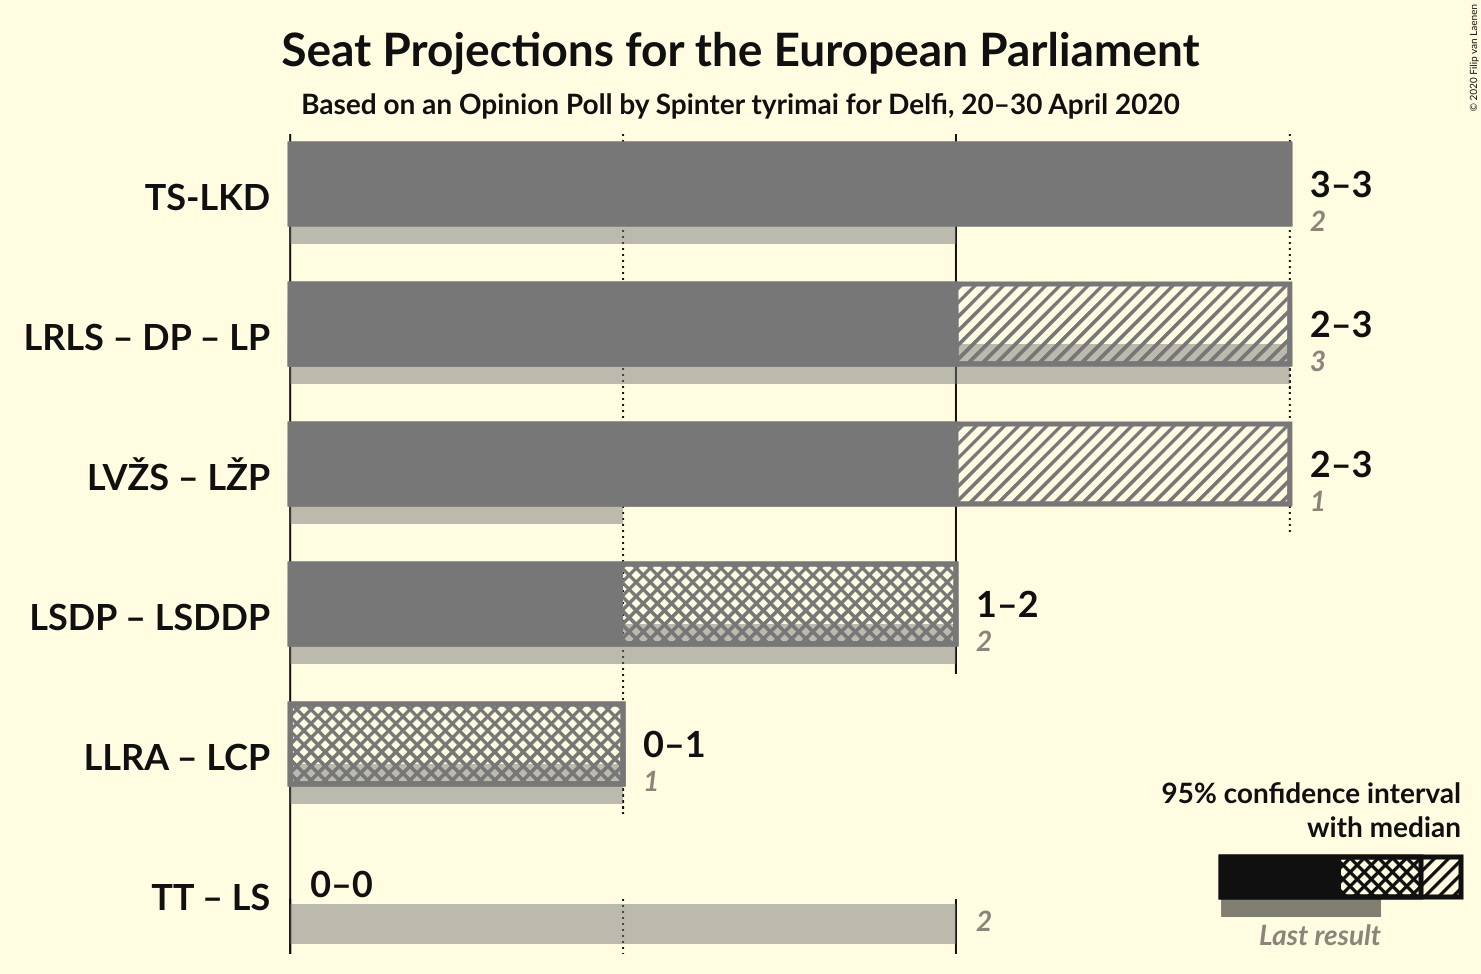 Seat Projections for the European Parliament
Based on an Opinion Poll by Spinter tyrimai for Delfi, 20–30 April 2020
© 2020 Filip van Laenen
TS-LKD
3–3
2
LRLS – DP – LP
2–3
3
LVŽS – LŽP
2–3
1
LSDP – LSDDP
1–2
2
LLRA – LCP
0–1
1
TT – LS
0–0
2
95% confidence interval
with median
Last result